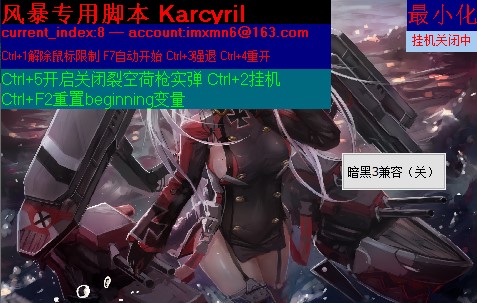 风暴专用脚本 Karcyril
最小化
current_index:8 — account:imxmn6@163.com
挂机关闭中
Ctrl+1解除鼠标限制 F7自动开始 Ctrl+3强退 Ctrl+4重开
Ctrl+5开启关闭裂空荷枪实弹 Ctrl+2挂机
Ctrl+F2重置beginning变量
暗黑3兼容（关）